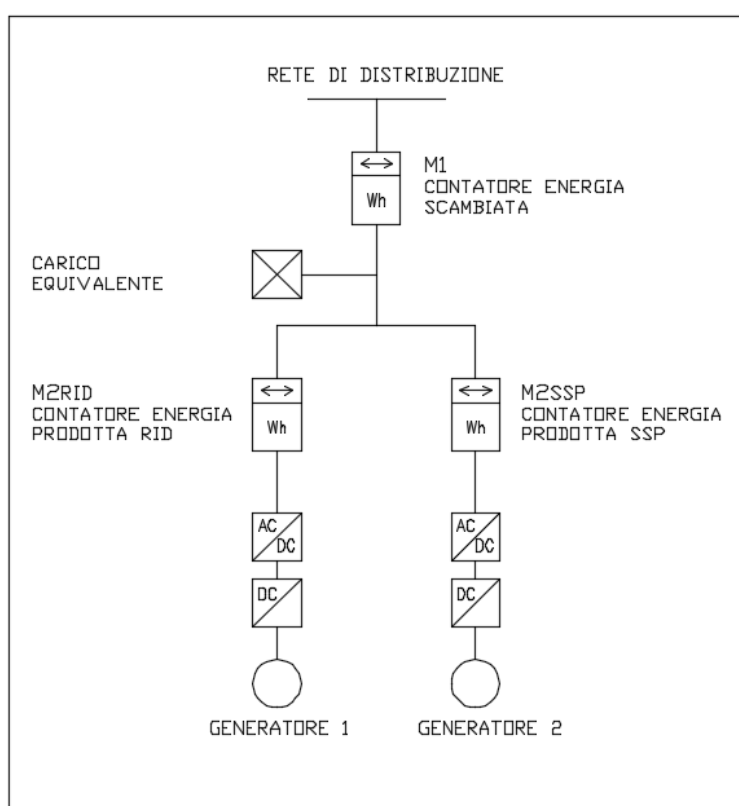 RETE DI DISTRIBUZIONE
M1
CONTATORE ENERGIA
SCAMBIATA
Wh
CARICO
EQUIVALENTE
M2RID
CONTATORE ENERGIA
PRODOTTA RID
Wh
M2SSP
CONTATORE ENERGIA
PRODOTTA SSP
Wh
AC
DC
AC
DC
DC
DC
GENERATORE 1
GENERATORE 2